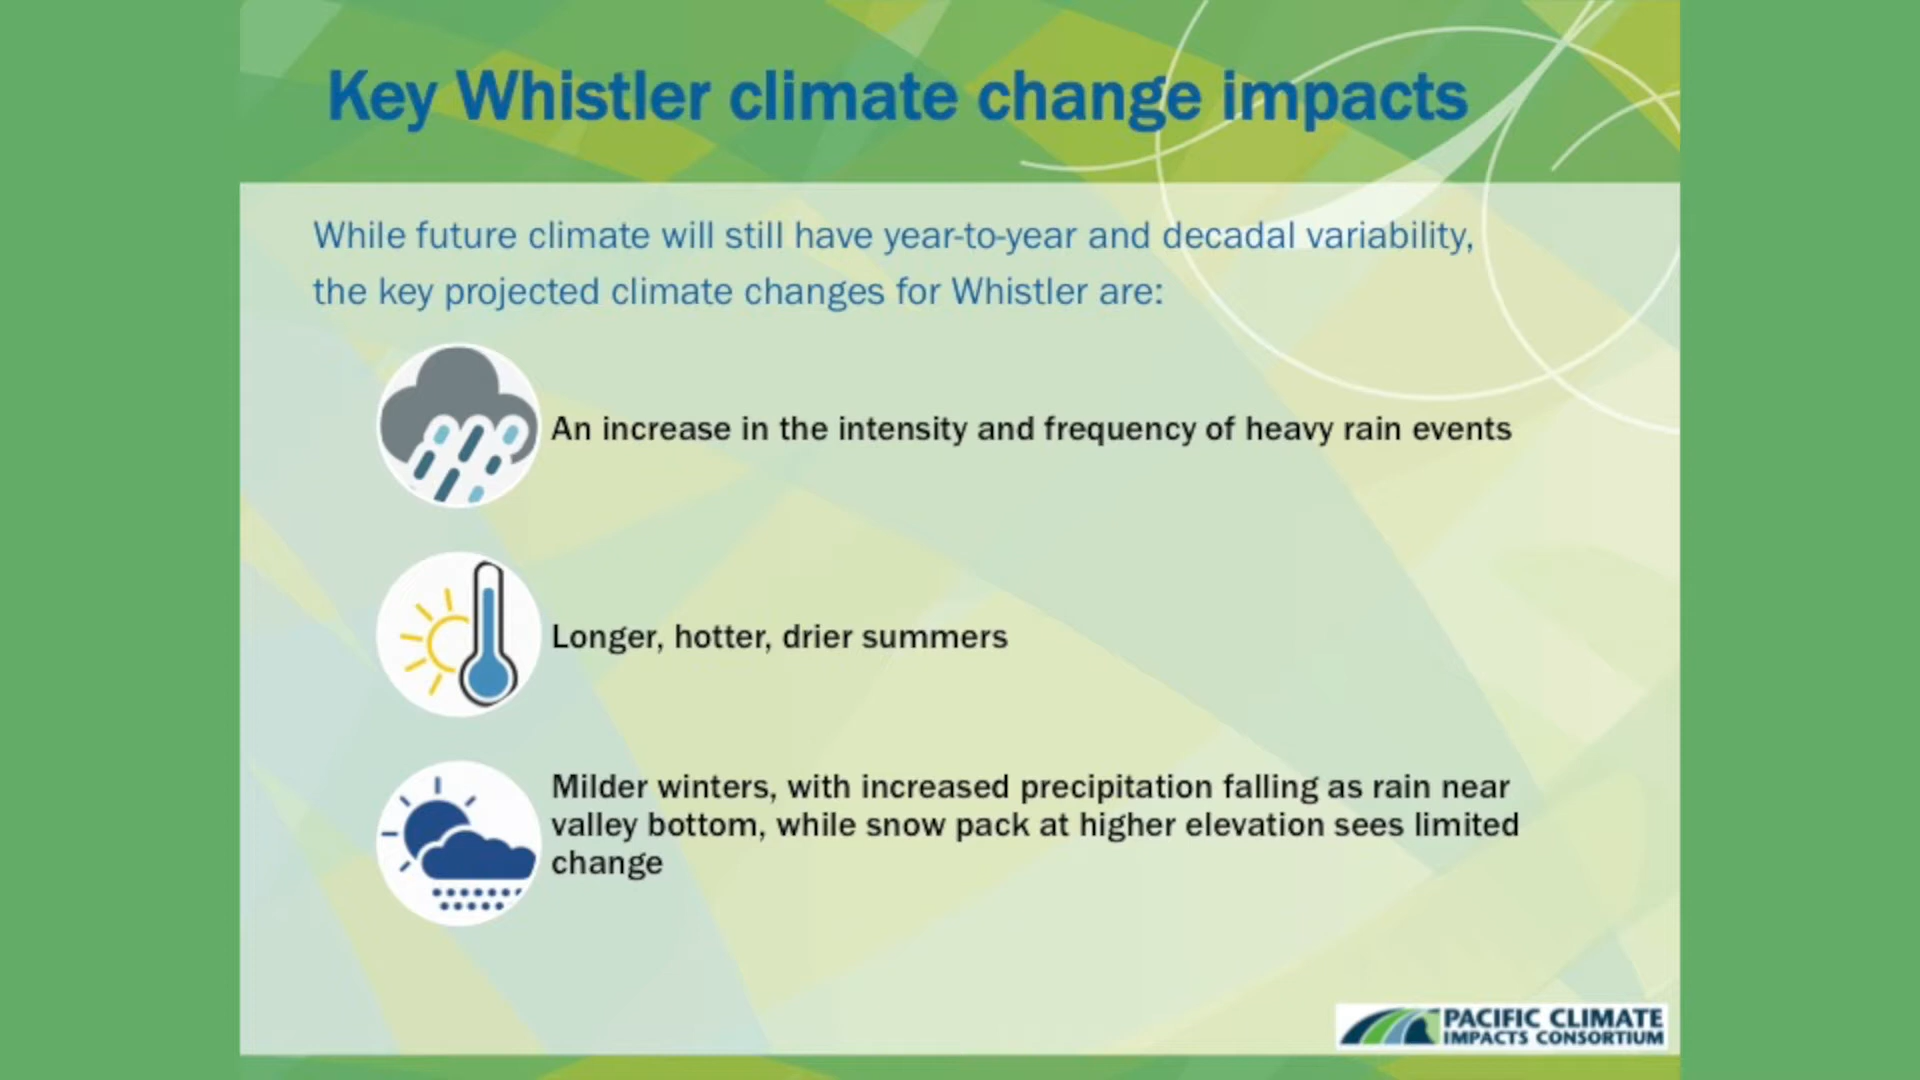 Key Whistler climate change impacts
While future climate will still have year-to-year and decadal variability,
the key projected climate changes for Whistler are:
An increase in the intensity and frequency of heavy rain events
Longer, hotter, drier summers
Milder winters, with increased precipitation falling as rain near
valley bottom, while snow pack at higher elevation sees limited
change
PACIFIC CLIMATE
IMPACTS CONSORTIUM